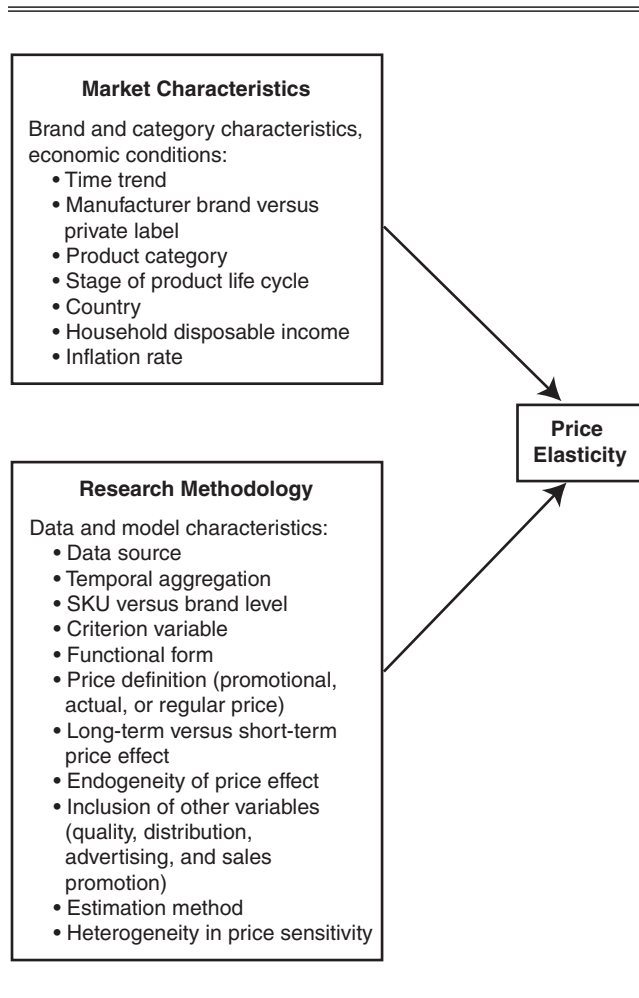 Market Characteristics
Brand and category characteristics,
economic conditions:
• Time trend
• Manufacturer brand versus
private label
• Product category
• Stage of product life cycle
• Country
• Household disposable income
• Inflation rate
Price
Elasticity
Research Methodology
Data and model characteristics:
• Data source
• Temporal aggregation
• SKU versus brand level
• Criterion variable
• Functional form
• Price definition (promotional,
actual, or regular price)
• Long-term versus short-term
price effect
• Endogeneity of price effect
• Inclusion of other variables
(quality, distribution,
advertising, and sales
promotion)
• Estimation method
• Heterogeneity in price sensitivity